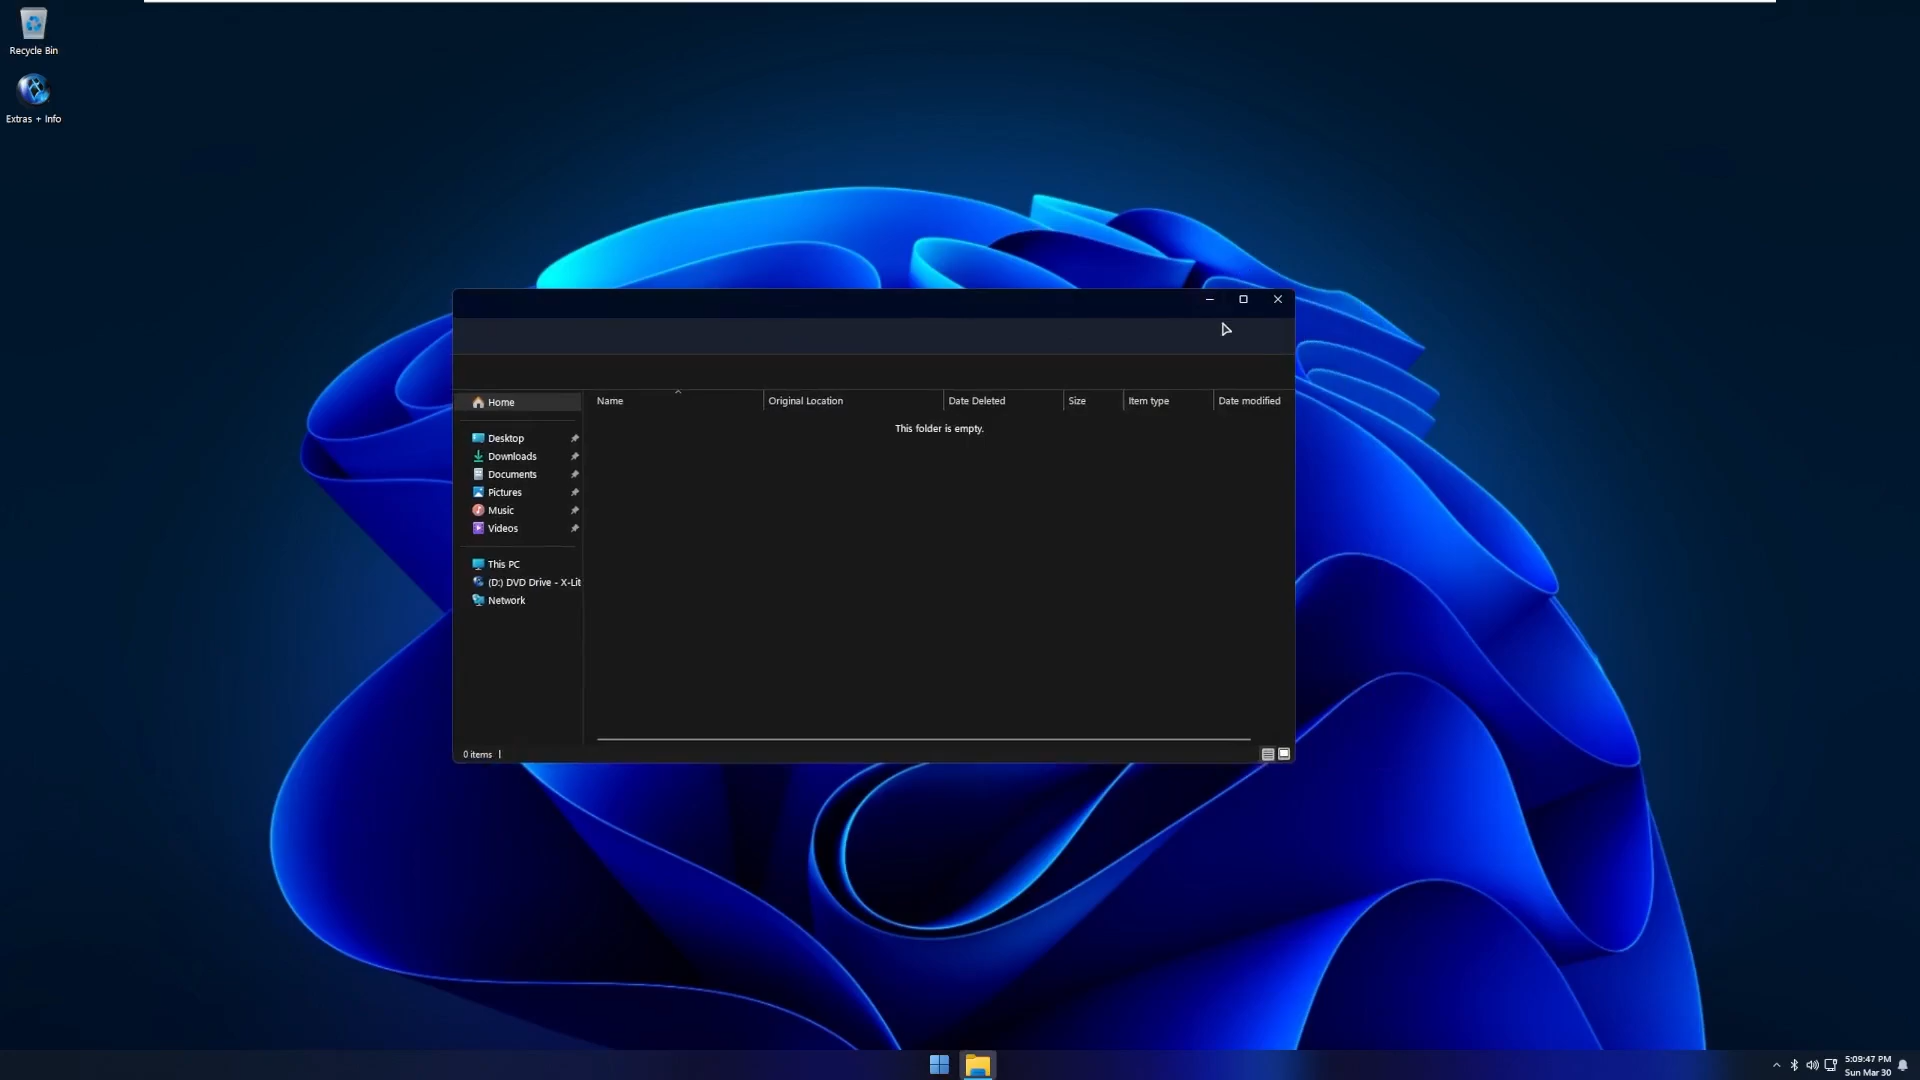 Recycle Bin
Extras + Info
Home
Desktop
Downloads
Documents
Pictures
Music
Videos
This PC
(D:) DVD Drive - X-Lit
Network
Name Original Location Date Deleted Size Item type Date modified
This folder is empty.
0 items
5:09:47 PM
Sun Mar 30